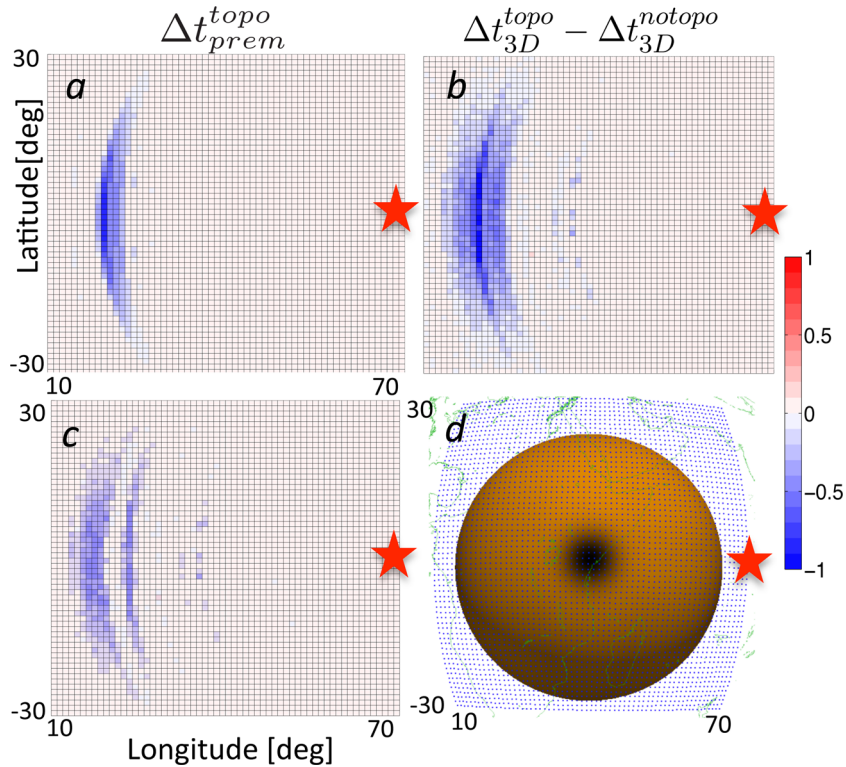 Δt_{prem}^{topo}
Δt_{3D}^{topo} − Δt_{3D}^{notopo}
30
a
b
Latitude[deg]
-30
10
70
1
0.5
0
−0.5
−1
30
c
30
d
-30
10
70
-30
10
70
Longitude [deg]